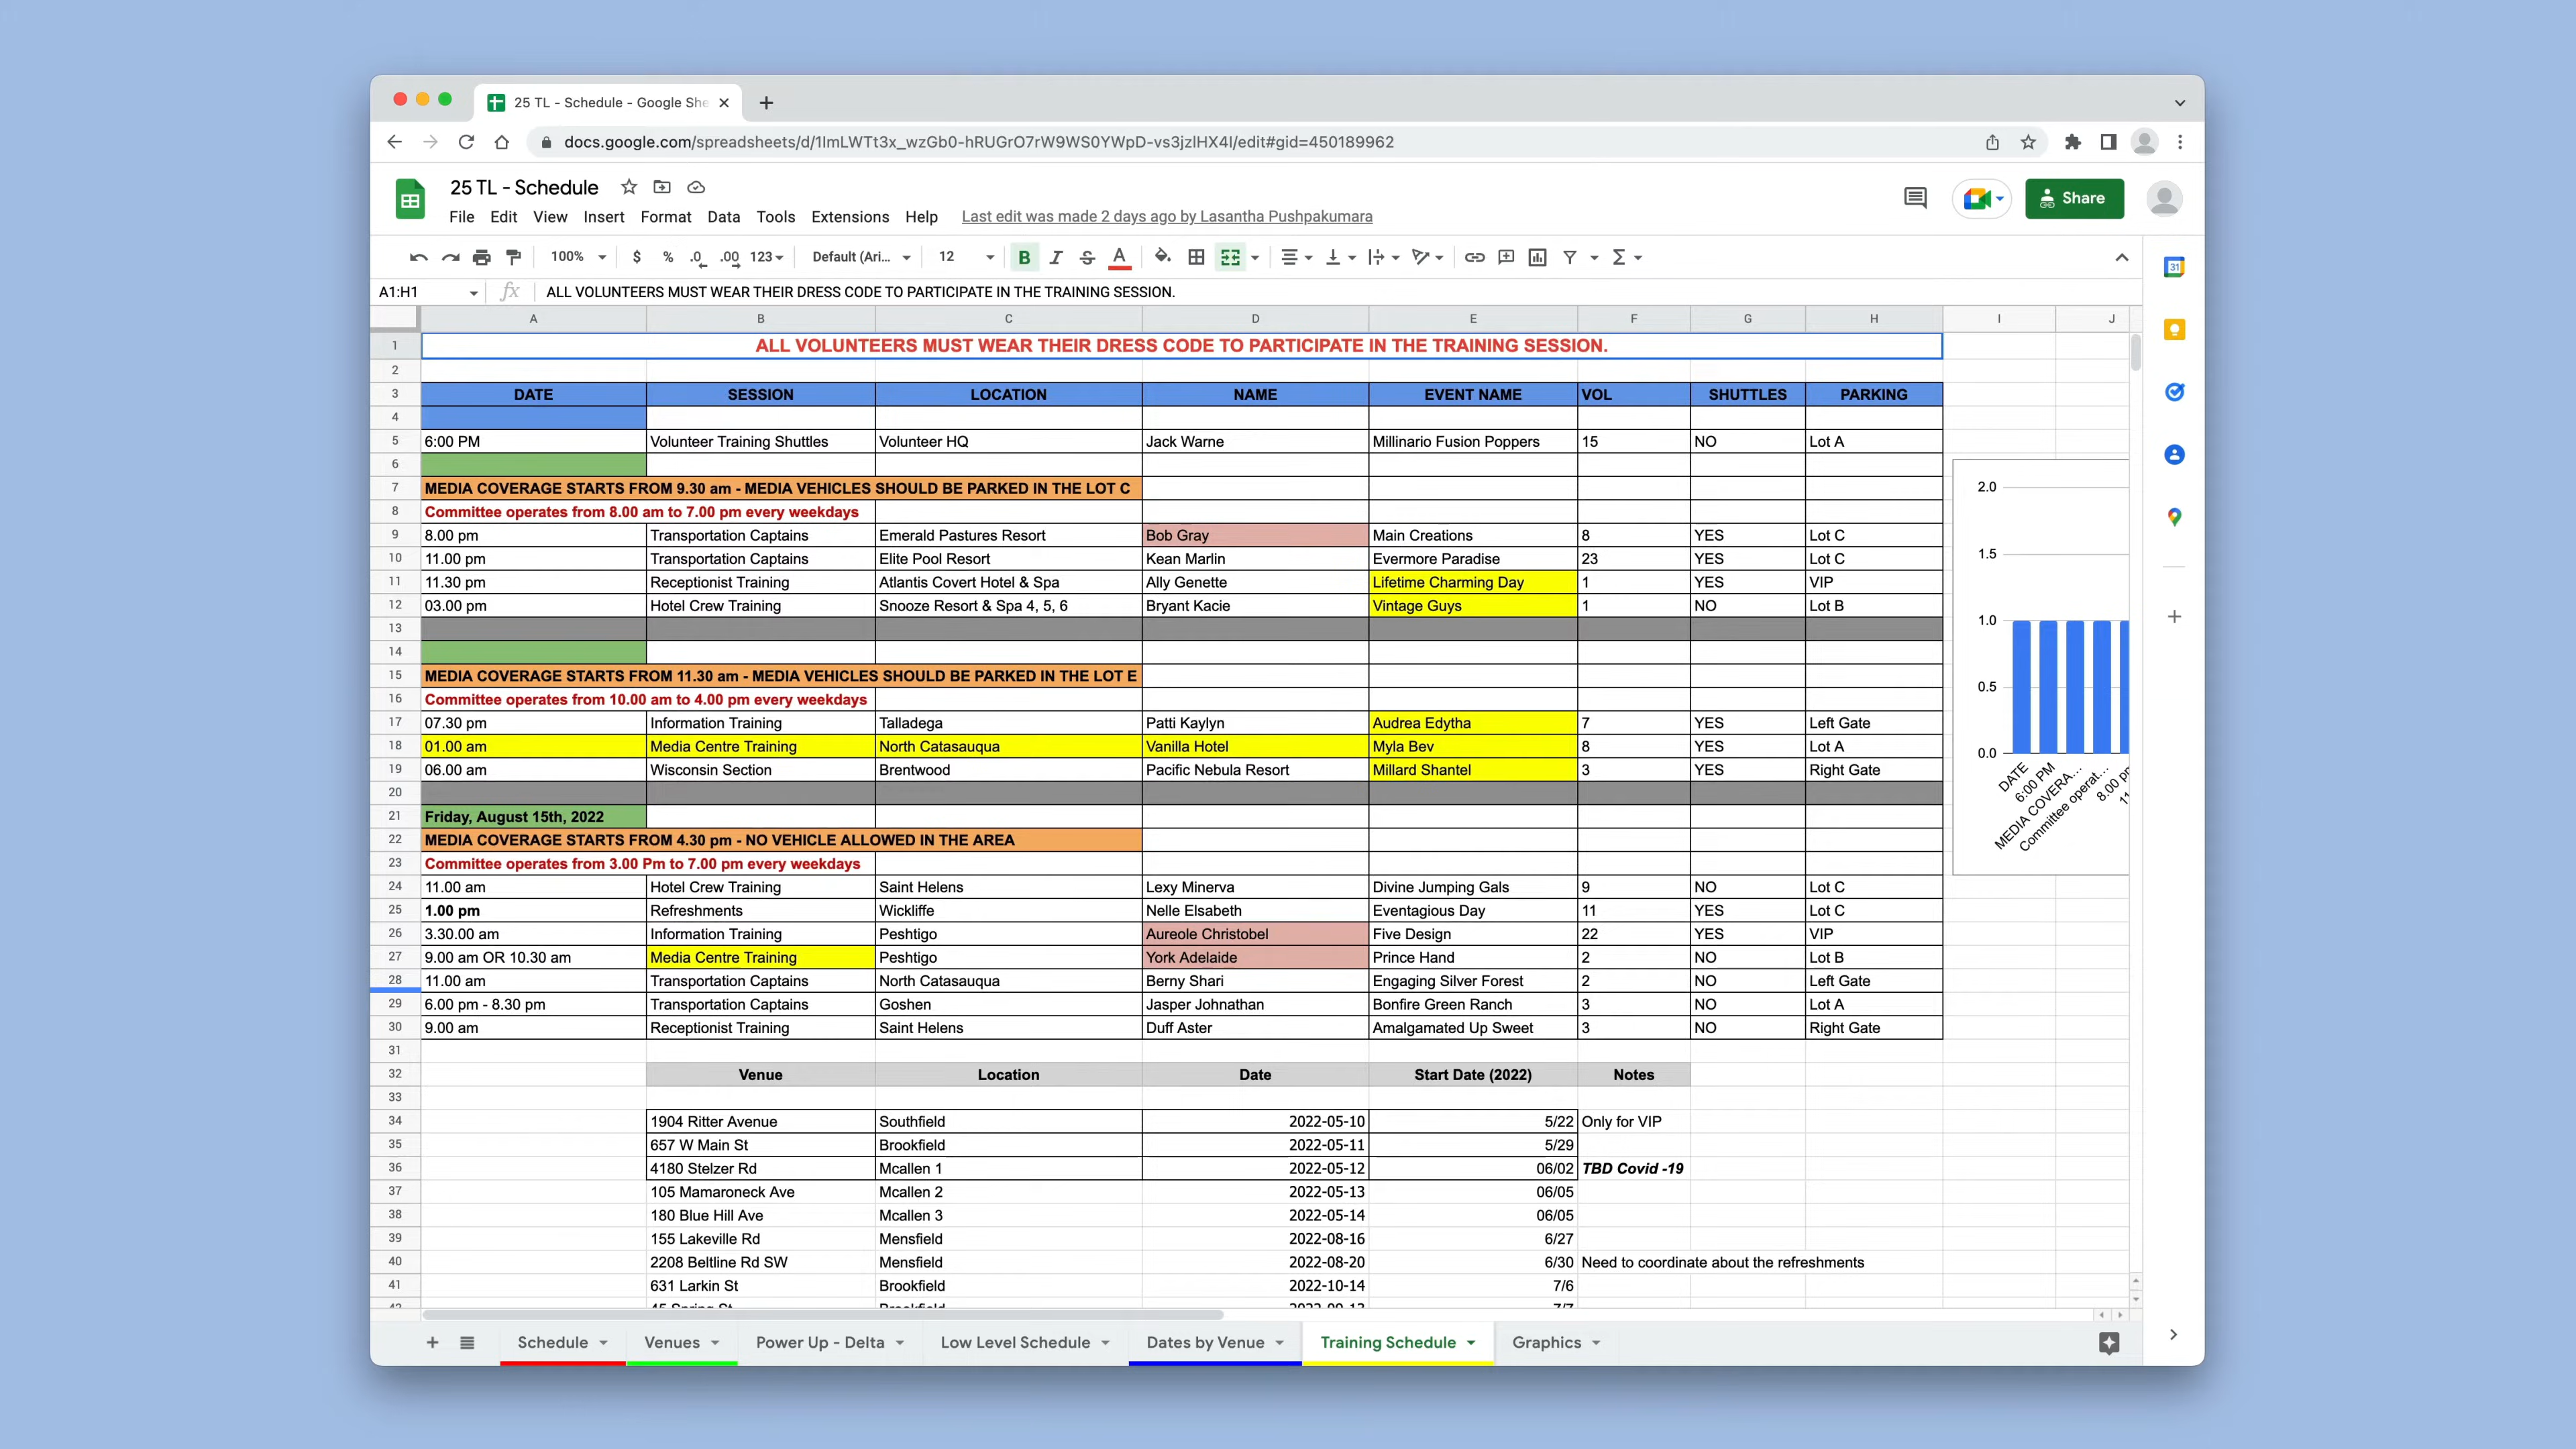 25 TL - Schedule - Google She
docs.google.com/spreadsheets/d/1lmLWTt3x_wzGb0-hRUGrO7rW9WS0YWpD-vs3jzlHX4I/edit#gid=450189962
25 TL - Schedule
File Edit View Insert Format Data Tools Extensions Help Last edit was made 2 days ago by Lasantha Pushpakumara
Share
100% $ % .0 .00 123 Default (Ari... 12 B I S A
31
A1:H1 fx ALL VOLUNTEERS MUST WEAR THEIR DRESS CODE TO PARTICIPATE IN THE TRAINING SESSION.
A B C D E F G H I J
1 ALL VOLUNTEERS MUST WEAR THEIR DRESS CODE TO PARTICIPATE IN THE TRAINING SESSION.
2
3 DATE SESSION LOCATION NAME EVENT NAME VOL SHUTTLES PARKING
4
5 6:00 PM Volunteer Training Shuttles Volunteer HQ Jack Warne Millinario Fusion Poppers 15 NO Lot A
6
7 MEDIA COVERAGE STARTS FROM 9.30 am - MEDIA VEHICLES SHOULD BE PARKED IN THE LOT C
8 Committee operates from 8.00 am to 7.00 pm every weekdays
9 8.00 pm Transportation Captains Emerald Pastures Resort Bob Gray Main Creations 8 YES Lot C
10 11.00 pm Transportation Captains Elite Pool Resort Kean Marlin Evermore Paradise 23 YES Lot C
11 11.30 pm Receptionist Training Atlantis Covert Hotel & Spa Ally Genette Lifetime Charming Day 1 YES VIP
12 03.00 pm Hotel Crew Training Snooze Resort & Spa 4, 5, 6 Bryant Kacie Vintage Guys 1 NO Lot B
13
14
15 MEDIA COVERAGE STARTS FROM 11.30 am - MEDIA VEHICLES SHOULD BE PARKED IN THE LOT E
16 Committee operates from 10.00 am to 4.00 pm every weekdays
17 07.30 pm Information Training Talladega Patti Kaylyn Audrea Edytha 7 YES Left Gate
18 01.00 am Media Centre Training North Catasauqua Vanilla Hotel Myla Bev 8 YES Lot A
19 06.00 am Wisconsin Section Brentwood Pacific Nebula Resort Millard Shantel 3 YES Right Gate
20
21 Friday, August 15th, 2022
22 MEDIA COVERAGE STARTS FROM 4.30 pm - NO VEHICLE ALLOWED IN THE AREA
23 Committee operates from 3.00 Pm to 7.00 pm every weekdays
24 11.00 am Hotel Crew Training Saint Helens Lexy Minerva Divine Jumping Gals 9 NO Lot C
25 1.00 pm Refreshments Wickliffe Nelle Elsabeth Eventagious Day 11 YES Lot C
26 3.30.00 am Information Training Peshtigo Aureole Christobel Five Design 22 YES VIP
27 9.00 am OR 10.30 am Media Centre Training Peshtigo York Adelaide Prince Hand 2 NO Lot B
28 11.00 am Transportation Captains North Catasauqua Berny Shari Engaging Silver Forest 2 NO Left Gate
29 6.00 pm - 8.30 pm Transportation Captains Goshen Jasper Johnathan Bonfire Green Ranch 3 NO Lot A
30 9.00 am Receptionist Training Saint Helens Duff Aster Amalgamated Up Sweet 3 NO Right Gate
31
32 Venue Location Date Start Date (2022) Notes
33
34 1904 Ritter Avenue Southfield 2022-05-10 5/22 Only for VIP
35 657 W Main St Brookfield 2022-05-11 5/29
36 4180 Stelzer Rd Mcallen 1 2022-05-12 06/02 TBD Covid -19
37 105 Mamaroneck Ave Mcallen 2 2022-05-13 06/05
38 180 Blue Hill Ave Mcallen 3 2022-05-14 06/05
39 155 Lakeville Rd Mensfield 2022-08-16 6/27
40 2208 Beltline Rd SW Mensfield 2022-08-20 6/30 Need to coordinate about the refreshments
41 631 Larkin St Brookfield 2022-10-14 7/6
2.0
1.5
1.0
0.5
0.0
DATE
6:00 PM
MEDIA COVERA...
Committee operat...
8.00 p
11
Schedule Venues Power Up - Delta Low Level Schedule Dates by Venue Training Schedule Graphics